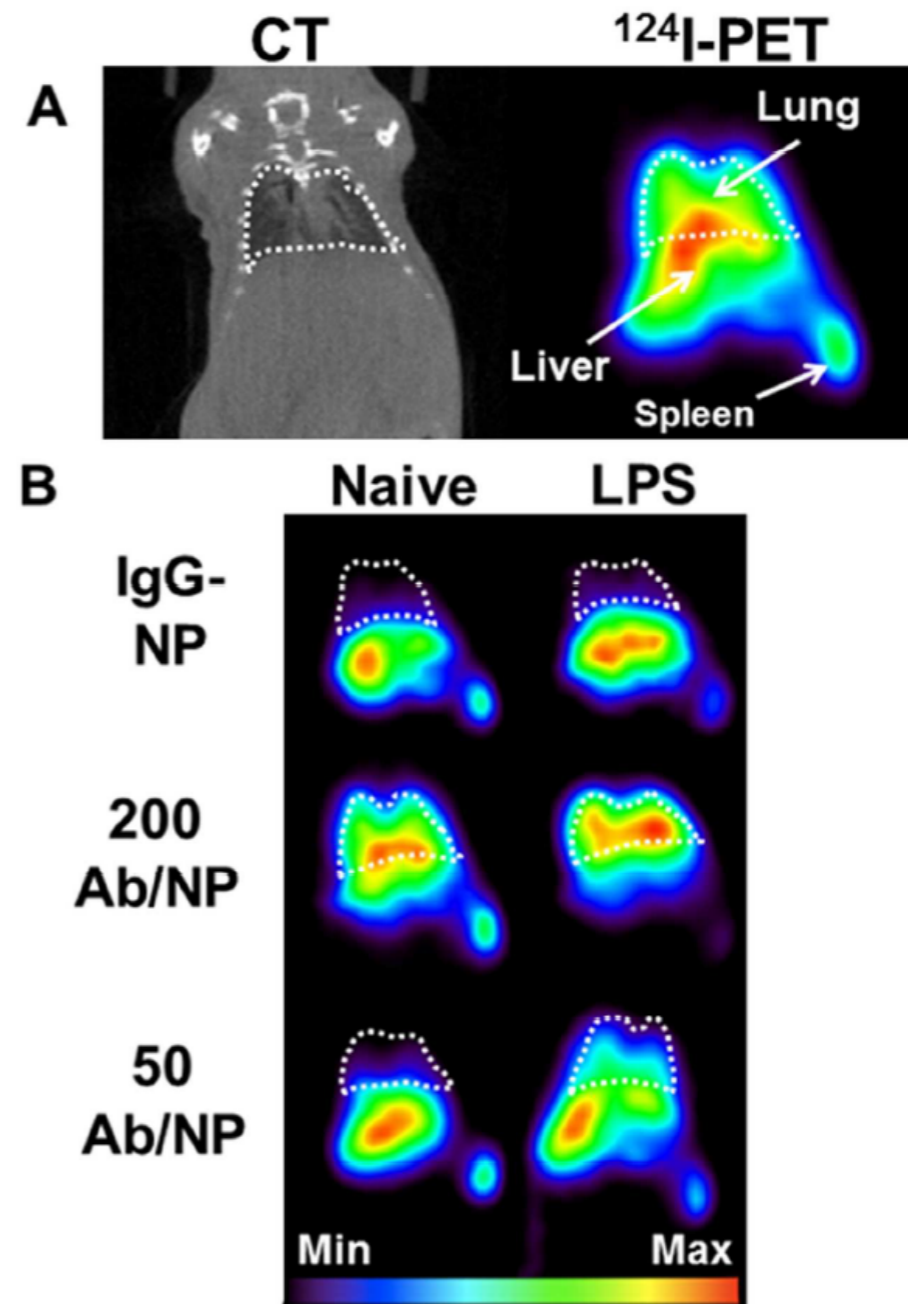 CT
¹²⁴I-PET
A
Lung
Liver
Spleen
B
Naive
LPS
IgG-
NP
200
Ab/NP
50
Ab/NP
Min
Max